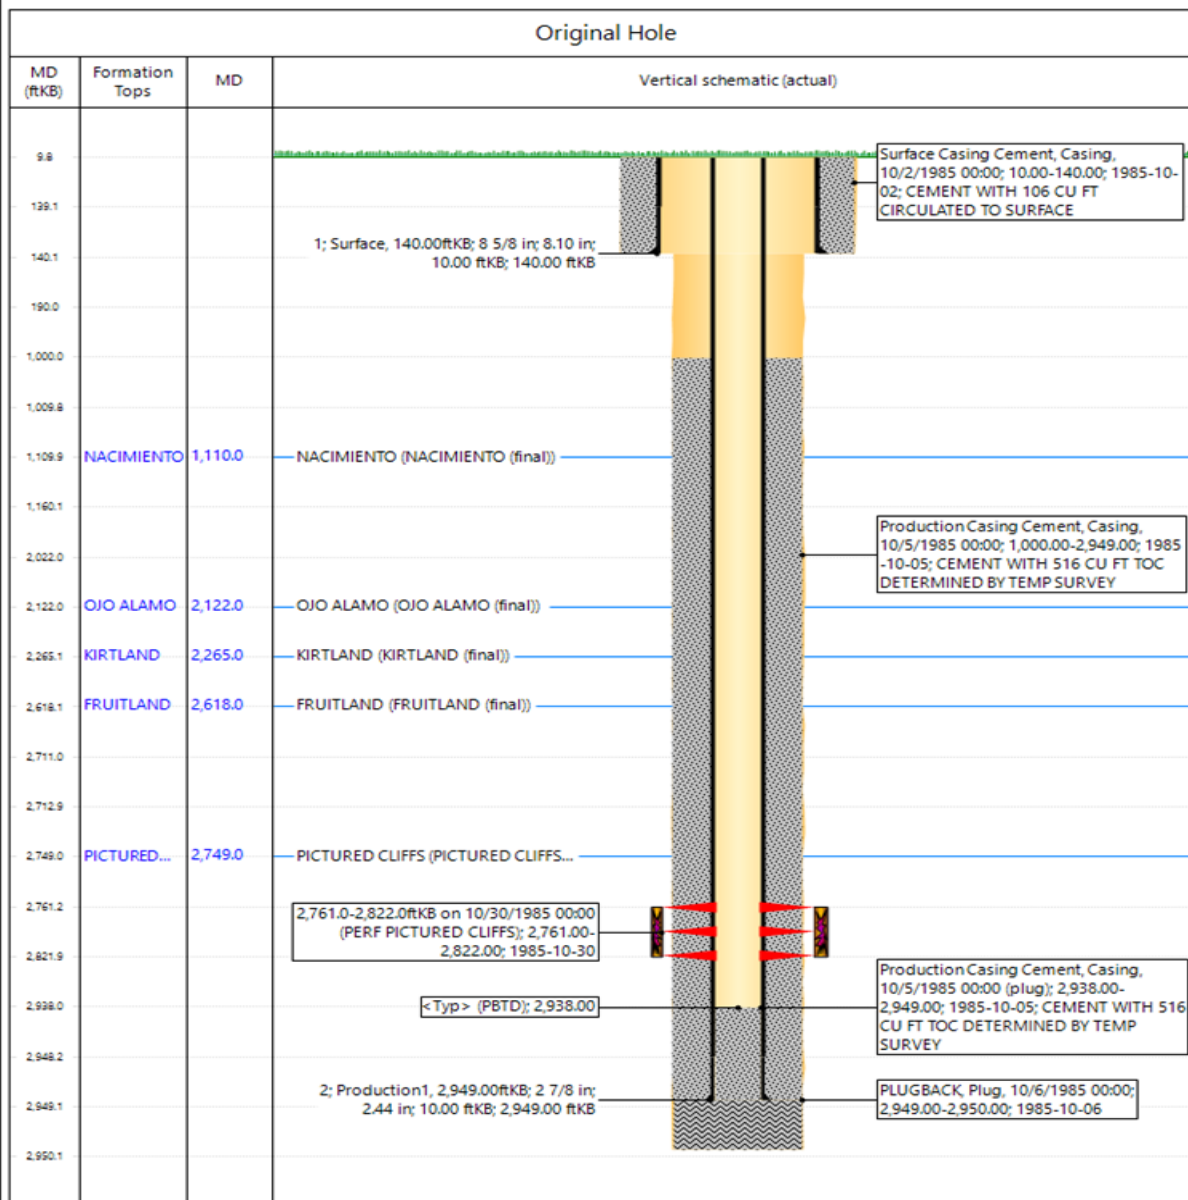 Original Hole
MD
(ftKB)
Formation
Tops
MD
Vertical schematic (actual)
9.8
139.1
140.1
190.0
1,000.0
1,009.8
1,109.9
1,160.1
2,022.0
2,122.0
2,265.1
2,618.1
2,711.0
2,712.9
2,749.0
2,761.2
2,821.9
2,938.0
2,948.2
2,949.1
2,950.1
NACIMIENTO
1,110.0
OJO ALAMO
2,122.0
KIRTLAND
2,265.0
FRUITLAND
2,618.0
PICTURED...
2,749.0
Surface Casing Cement, Casing,
10/2/1985 00:00; 10.00-140.00; 1985-10-
02; CEMENT WITH 106 CU FT
CIRCULATED TO SURFACE
1; Surface, 140.00ftKB; 8 5/8 in; 8.10 in;
10.00 ftKB; 140.00 ftKB
NACIMIENTO (NACIMIENTO (final))
Production Casing Cement, Casing,
10/5/1985 00:00; 1,000.00-2,949.00; 1985
-10-05; CEMENT WITH 516 CU FT TOC
DETERMINED BY TEMP SURVEY
OJO ALAMO (OJO ALAMO (final))
KIRTLAND (KIRTLAND (final))
FRUITLAND (FRUITLAND (final))
PICTURED CLIFFS (PICTURED CLIFFS...
2,761.0-2,822.0ftKB on 10/30/1985 00:00
(PERF PICTURED CLIFFS); 2,761.00-
2,822.00; 1985-10-30
<Typ> (PBTD); 2,938.00
Production Casing Cement, Casing,
10/5/1985 00:00 (plug); 2,938.00-
2,949.00; 1985-10-05; CEMENT WITH 516
CU FT TOC DETERMINED BY TEMP
SURVEY
2; Production1, 2,949.00ftKB; 2 7/8 in;
2.44 in; 10.00 ftKB; 2,949.00 ftKB
PLUGBACK, Plug, 10/6/1985 00:00;
2,949.00-2,950.00; 1985-10-06